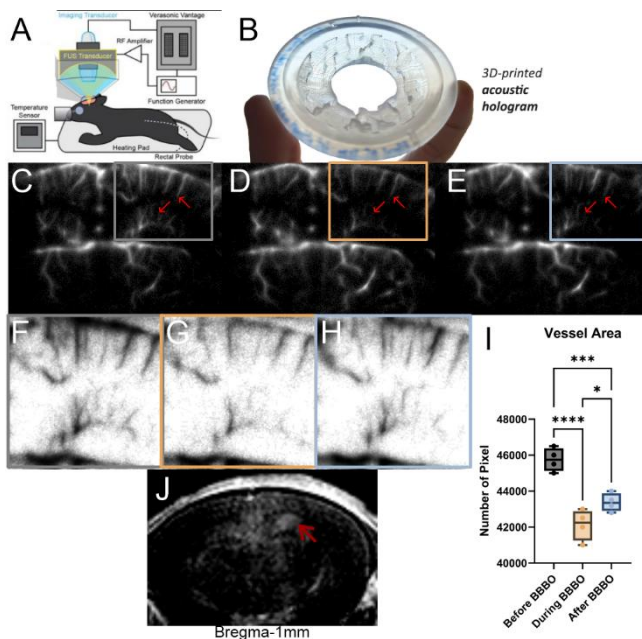 A
Imaging Transducer
Verasonic Vantage
RF Amplifier
FUS Transducer
Function Generator
Temperature
Sensor
Heating Pad
Rectal Probe
B
3D-printed
acoustic
hologram
C
D
E
F
G
H
I
Vessel Area
****
***
*
Number of Pixel
48000
46000
44000
42000
40000
Before BBBO
During BBBO
After BBBO
J
Bregma-1mm